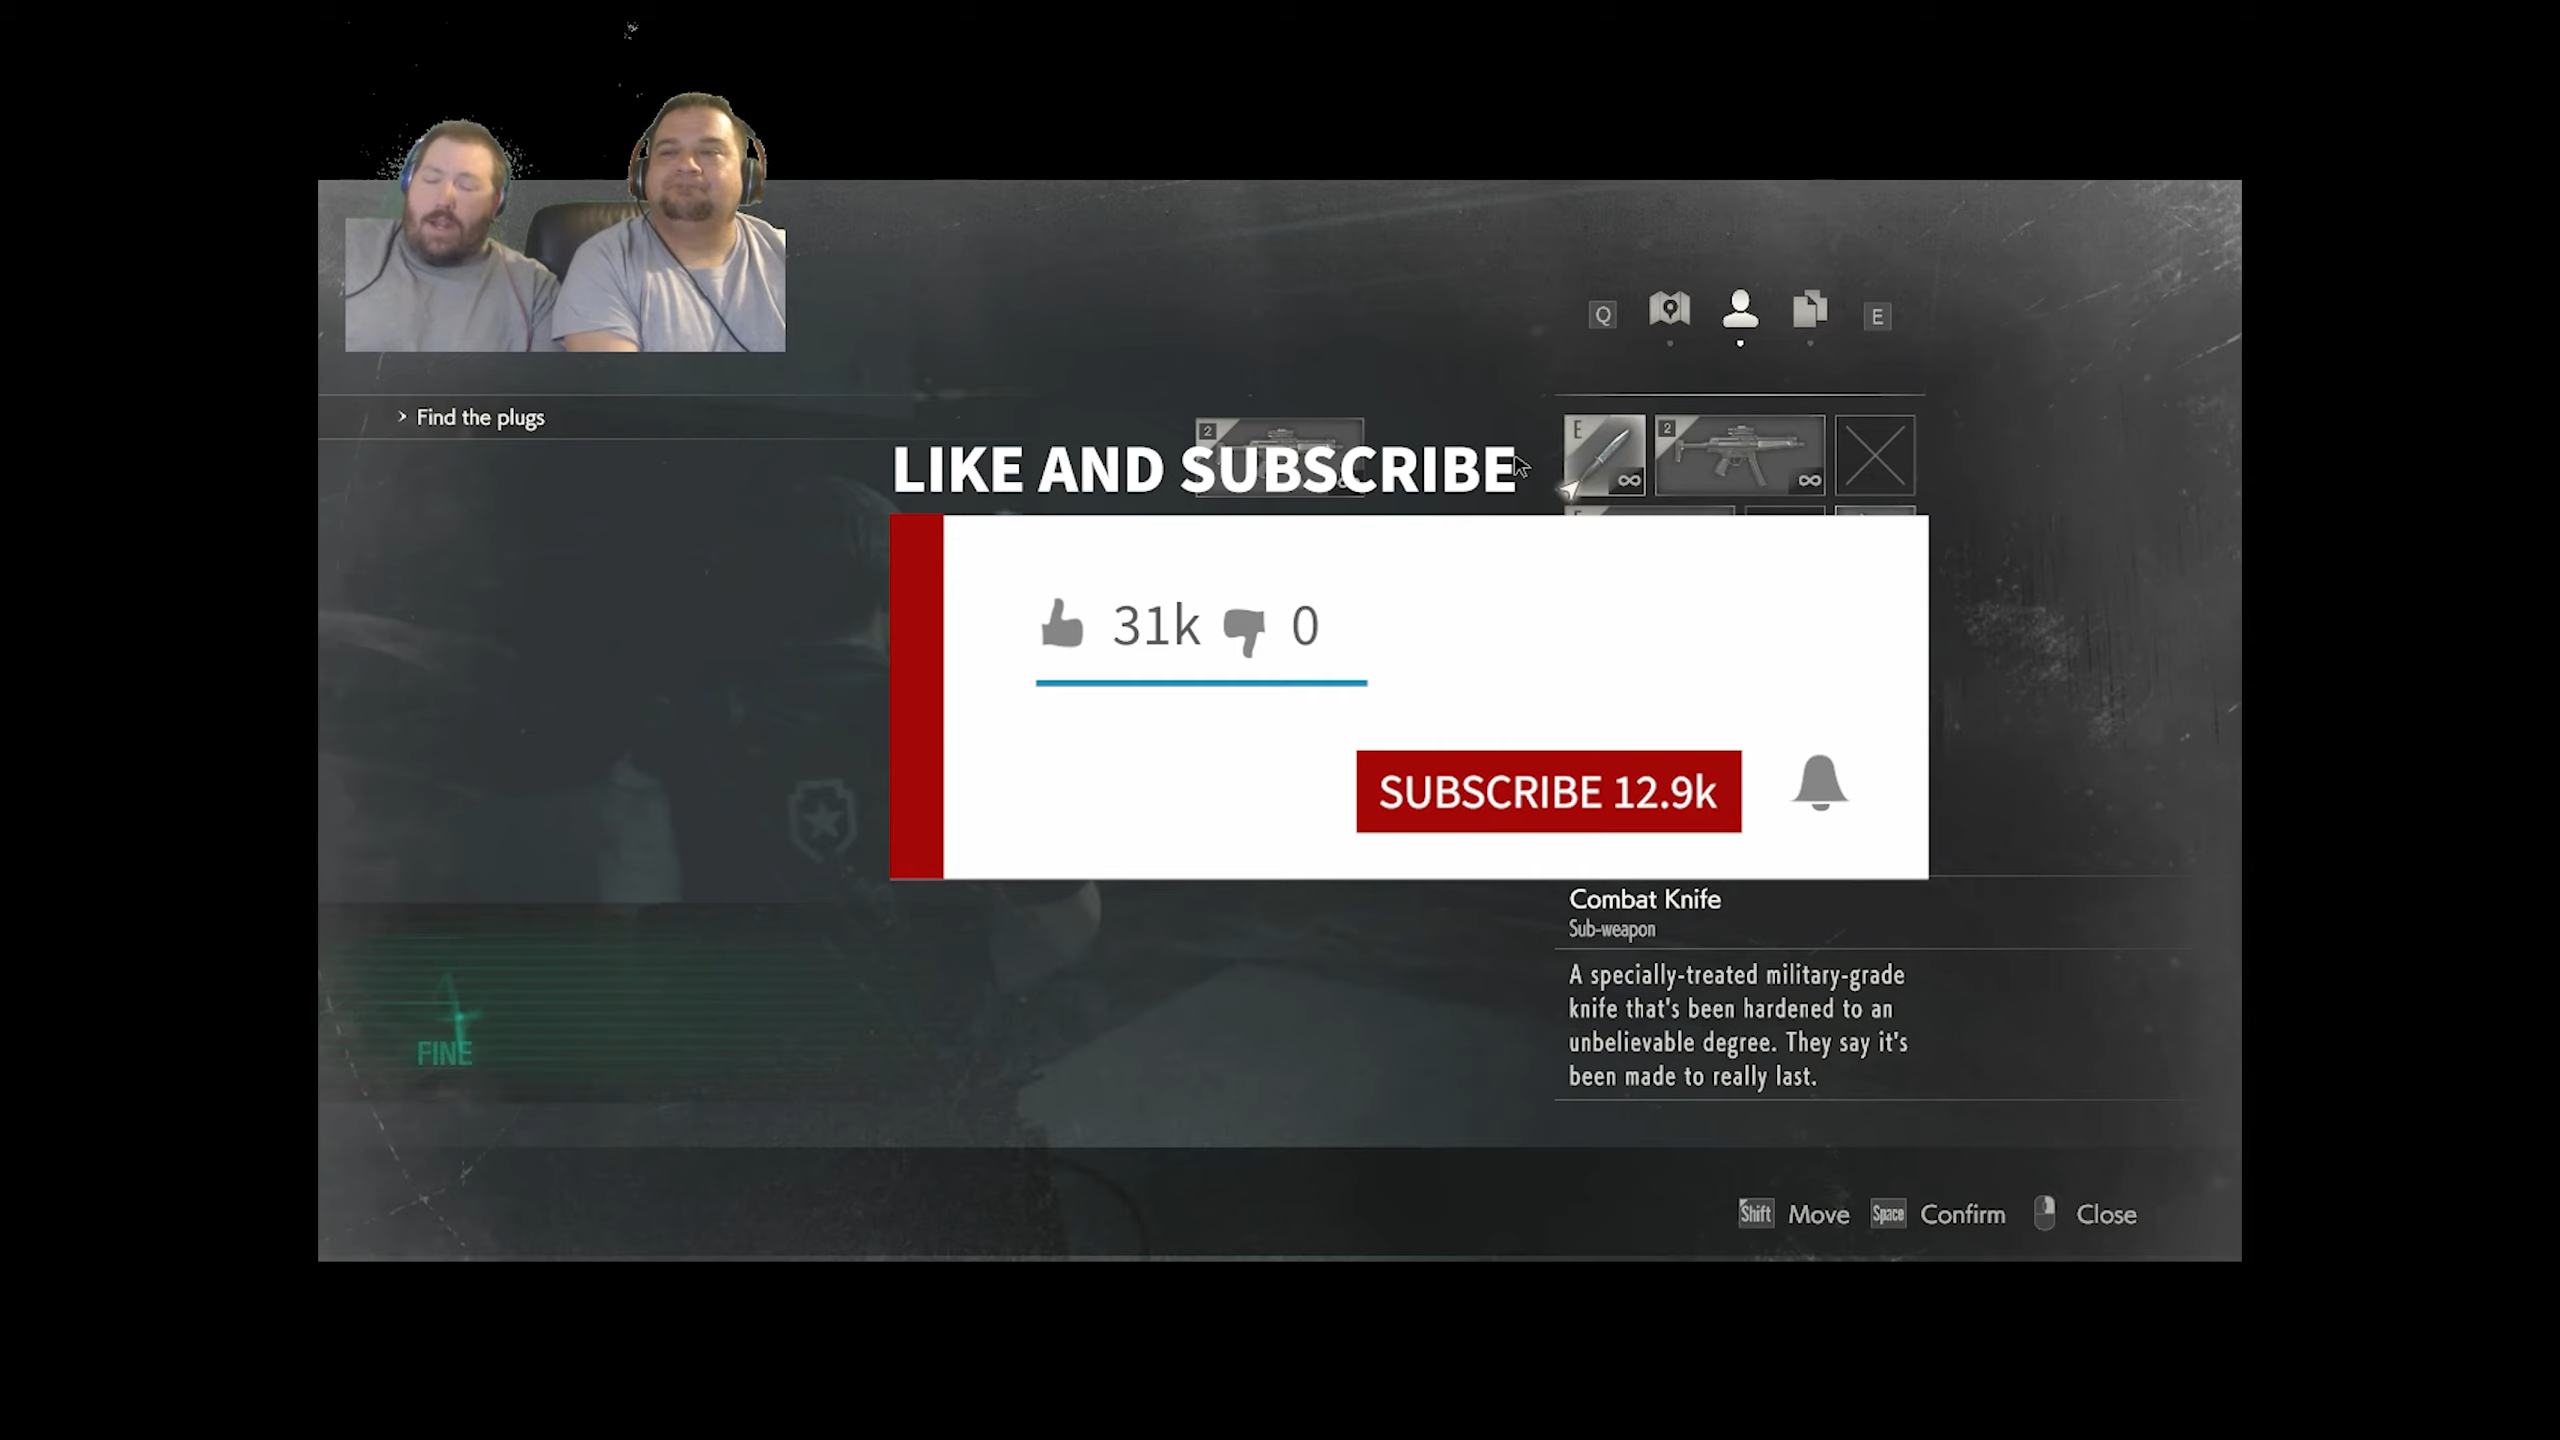 Q
E
> Find the plugs
2
E
2
∞
∞
LIKE AND SUBSCRIBE
31k 0
SUBSCRIBE 12.9k
Combat Knife
Sub-weapon
A specially-treated military-grade
knife that's been hardened to an
unbelievable degree. They say it's
been made to really last.
FINE
Shift Move Space Confirm Close